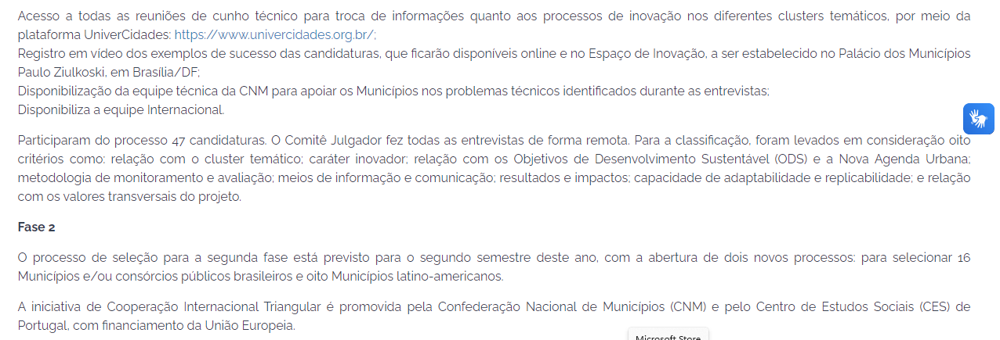 Acesso a todas as reuniões de cunho técnico para troca de informações quanto aos processos de inovação nos diferentes clusters temáticos, por meio da
plataforma UniverCidades: https://www.univercidades.org.br/;
Registro em vídeo dos exemplos de sucesso das candidaturas, que ficarão disponíveis online e no Espaço de Inovação, a ser estabelecido no Palácio dos Municípios
Paulo Ziulkoski, em Brasília/DF;
Disponibilização da equipe técnica da CNM para apoiar os Municípios nos problemas técnicos identificados durante as entrevistas;
Disponibiliza a equipe Internacional.
Participaram do processo 47 candidaturas. O Comitê Julgador fez todas as entrevistas de forma remota. Para a classificação, foram levados em consideração oito
critérios como: relação com o cluster temático; caráter inovador; relação com os Objetivos de Desenvolvimento Sustentável (ODS) e a Nova Agenda Urbana;
metodologia de monitoramento e avaliação; meios de informação e comunicação; resultados e impactos; capacidade de adaptabilidade e replicabilidade; e relação
com os valores transversais do projeto.
Fase 2
O processo de seleção para a segunda fase está previsto para o segundo semestre deste ano, com a abertura de dois novos processos: para selecionar 16
Municípios e/ou consórcios públicos brasileiros e oito Municípios latino-americanos.
A iniciativa de Cooperação Internacional Triangular é promovida pela Confederação Nacional de Municípios (CNM) e pelo Centro de Estudos Sociais (CES) de
Portugal, com financiamento da União Europeia.
Microsoft Store